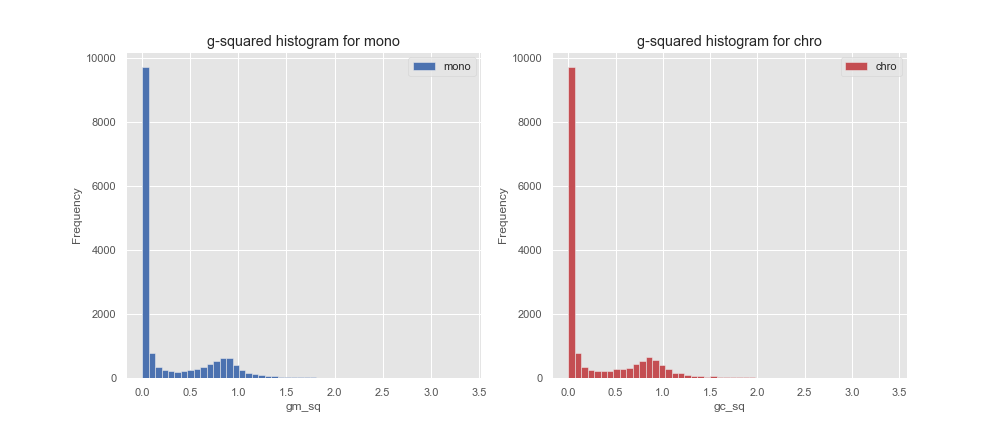 g-squared histogram for mono
10000
8000
6000
4000
2000
0
Frequency
mono
0.0 0.5 1.0 1.5 2.0 2.5 3.0 3.5
gm_sq
g-squared histogram for chro
10000
8000
6000
4000
2000
0
Frequency
chro
0.0 0.5 1.0 1.5 2.0 2.5 3.0 3.5
gc_sq